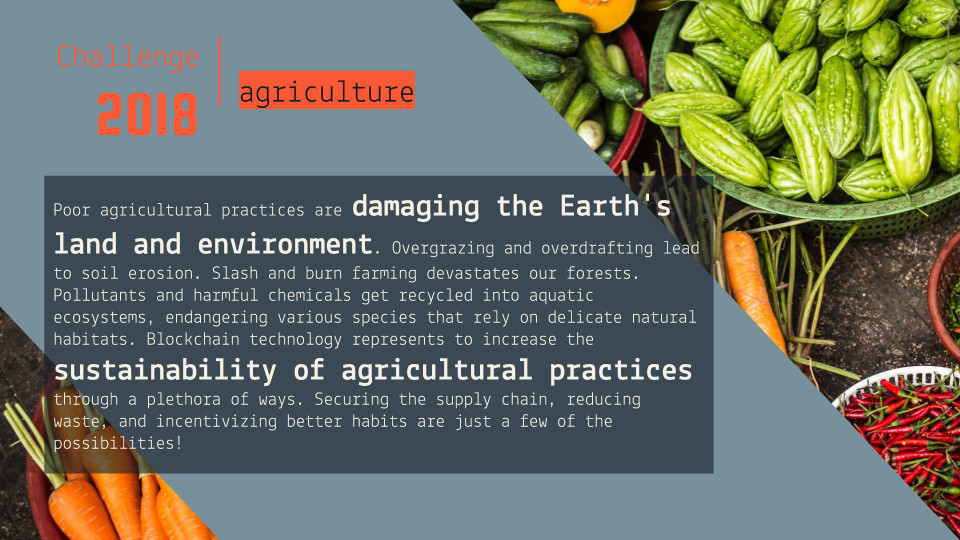 Challenge
2018
agriculture
Poor agricultural practices are damaging the Earth's
land and environment. Overgrazing and overdrafting lead
to soil erosion. Slash and burn farming devastates our forests.
Pollutants and harmful chemicals get recycled into aquatic
ecosystems, endangering various species that rely on delicate natural
habitats. Blockchain technology represents to increase the
sustainability of agricultural practices
through a plethora of ways. Securing the supply chain, reducing
waste, and incentivizing better habits are just a few of the
possibilities!